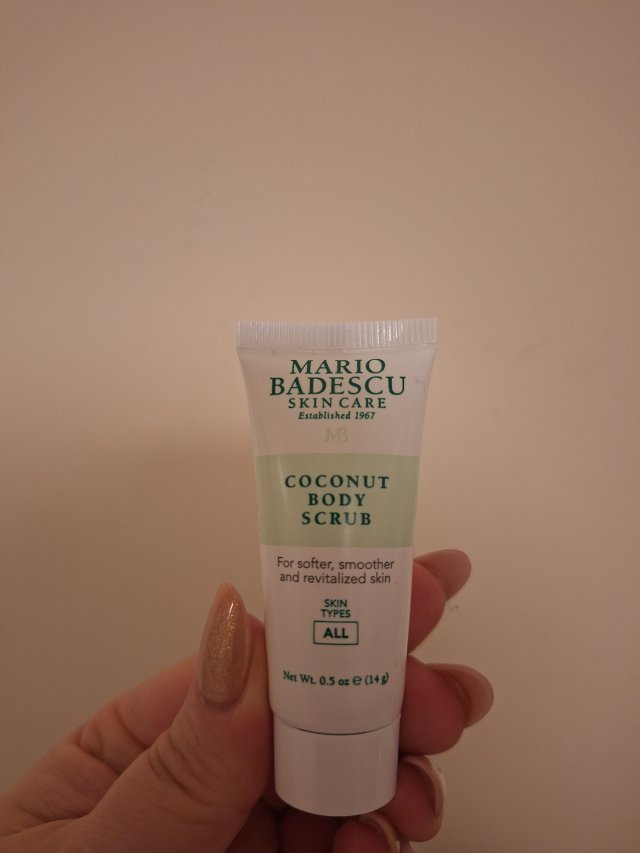 MARIO
BADESCU
SKIN CARE
Established 1967
MB
COCONUT
BODY
SCRUB
For softer, smoother
and revitalized skin
SKIN
TYPES
ALL
Net Wt. 0.5 oz ℮ (14 g)